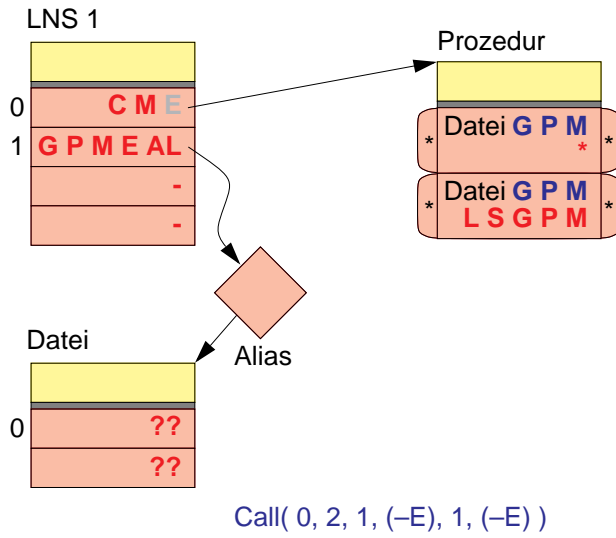 LNS 1
Prozedur
0 C M E
1 G P M E AL
-
-
* Datei G P M *
*
* Datei G P M *
L S G P M
Alias
Datei
0 ??
??
Call( 0, 2, 1, (–E), 1, (–E) )